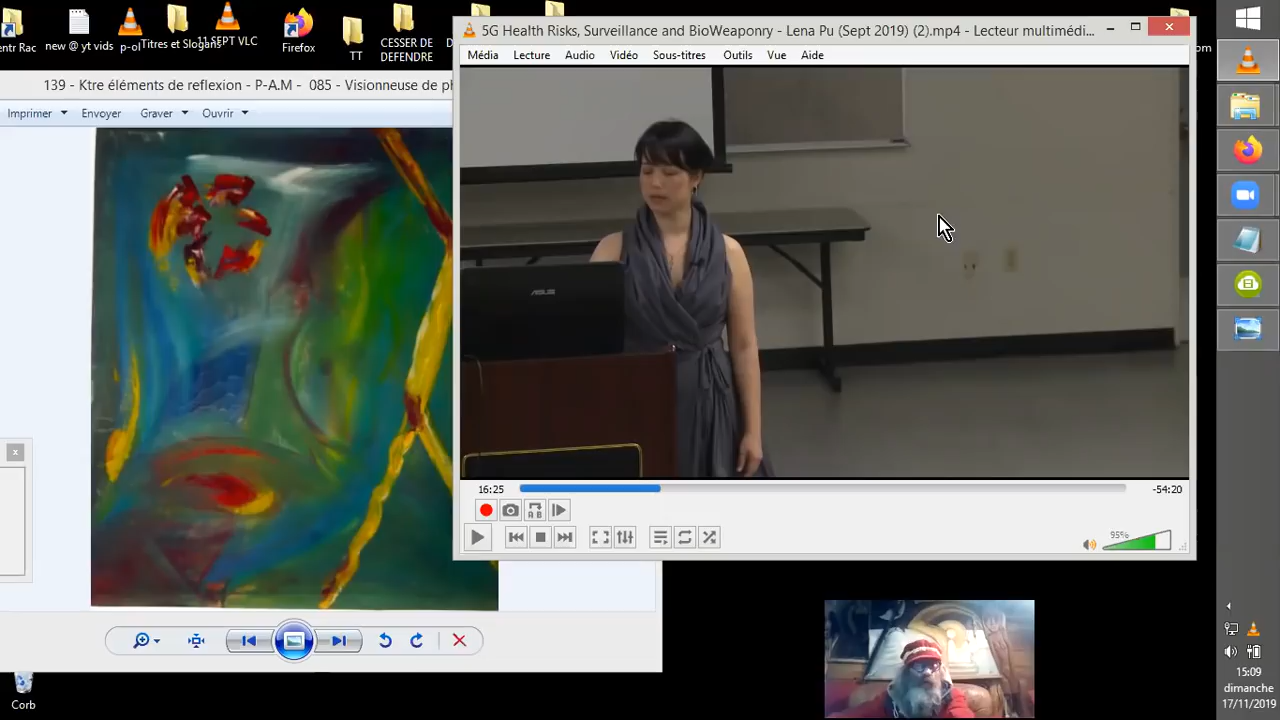 entr Rac
new @ yt vids
p-ol
Titres et Slogans
11 SEPT VLC
Firefox
TT
CESSER DE
DEFENDRE
5G Health Risks, Surveillance and BioWeaponry - Lena Pu (Sept 2019) (2).mp4 - Lecteur multimédi...
Média Lecture Audio Vidéo Sous-titres Outils Vue Aide
139 - Ktre éléments de reflexion - P-A.M - 085 - Visionneuse de ph
Imprimer Envoyer Graver Ouvrir
ASUS
16:25
-54:20
95%
Corb
15:09
dimanche
17/11/2019